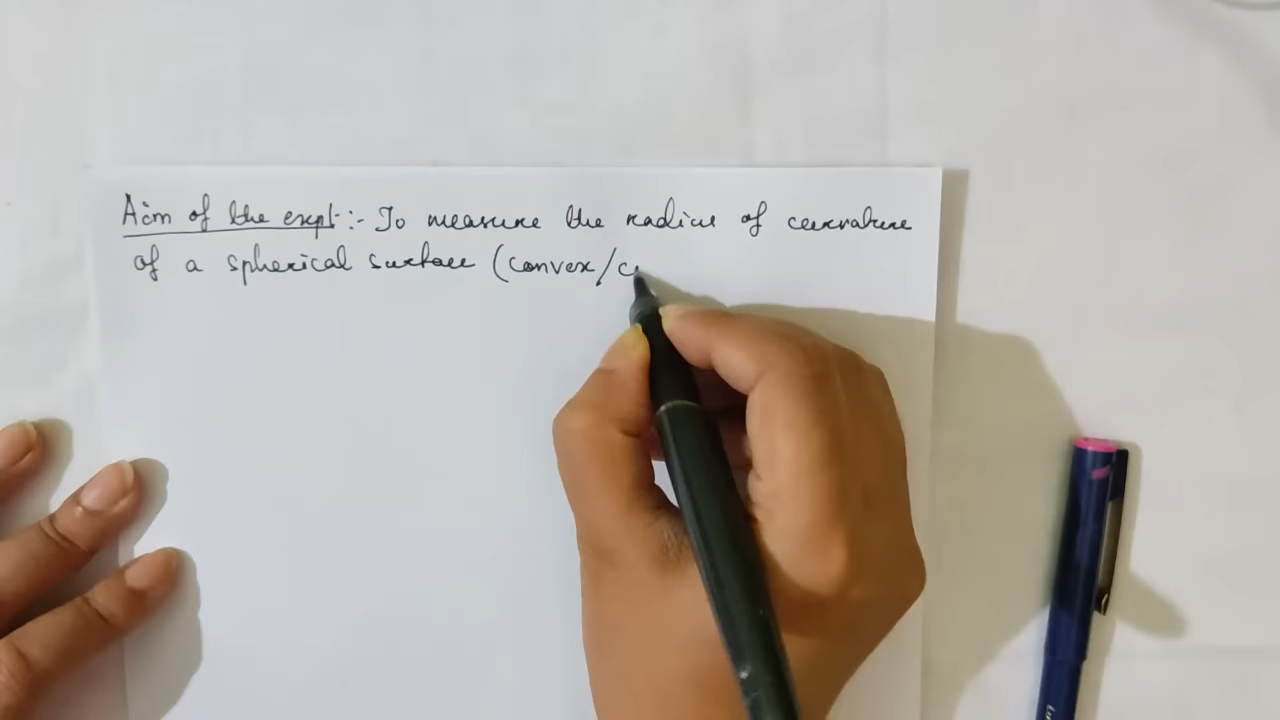 Aim of the expt:- To measure the radius of curvature
of a spherical surface (convex/c